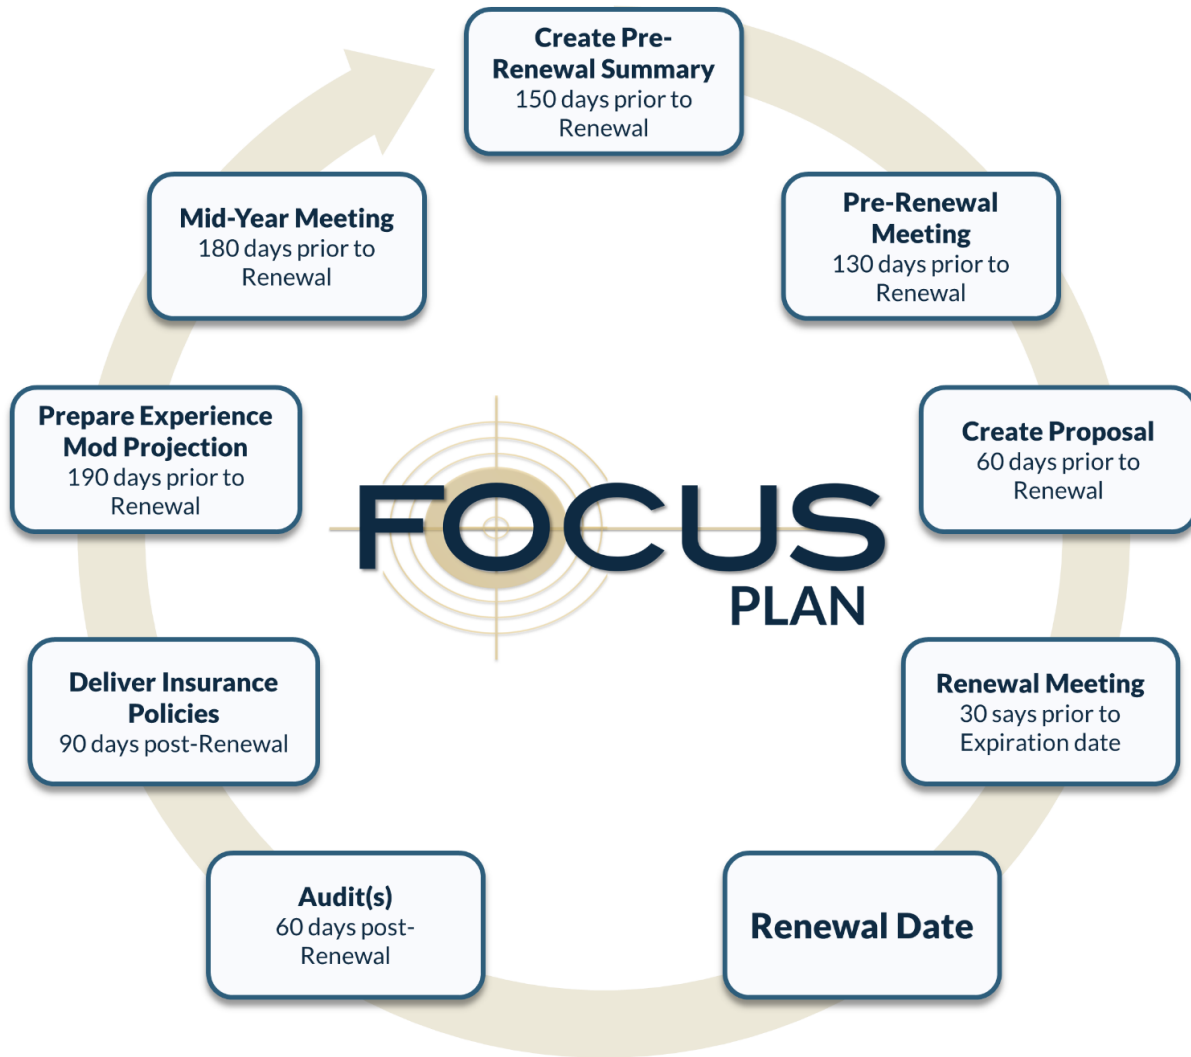 Create Pre-
Renewal Summary
150 days prior to
Renewal
Pre-Renewal
Meeting
130 days prior to
Renewal
Create Proposal
60 days prior to
Renewal
Renewal Meeting
30 says prior to
Expiration date
Renewal Date
Audit(s)
60 days post-
Renewal
Deliver Insurance
Policies
90 days post-Renewal
Prepare Experience
Mod Projection
190 days prior to
Renewal
Mid-Year Meeting
180 days prior to
Renewal
FOCUS
PLAN